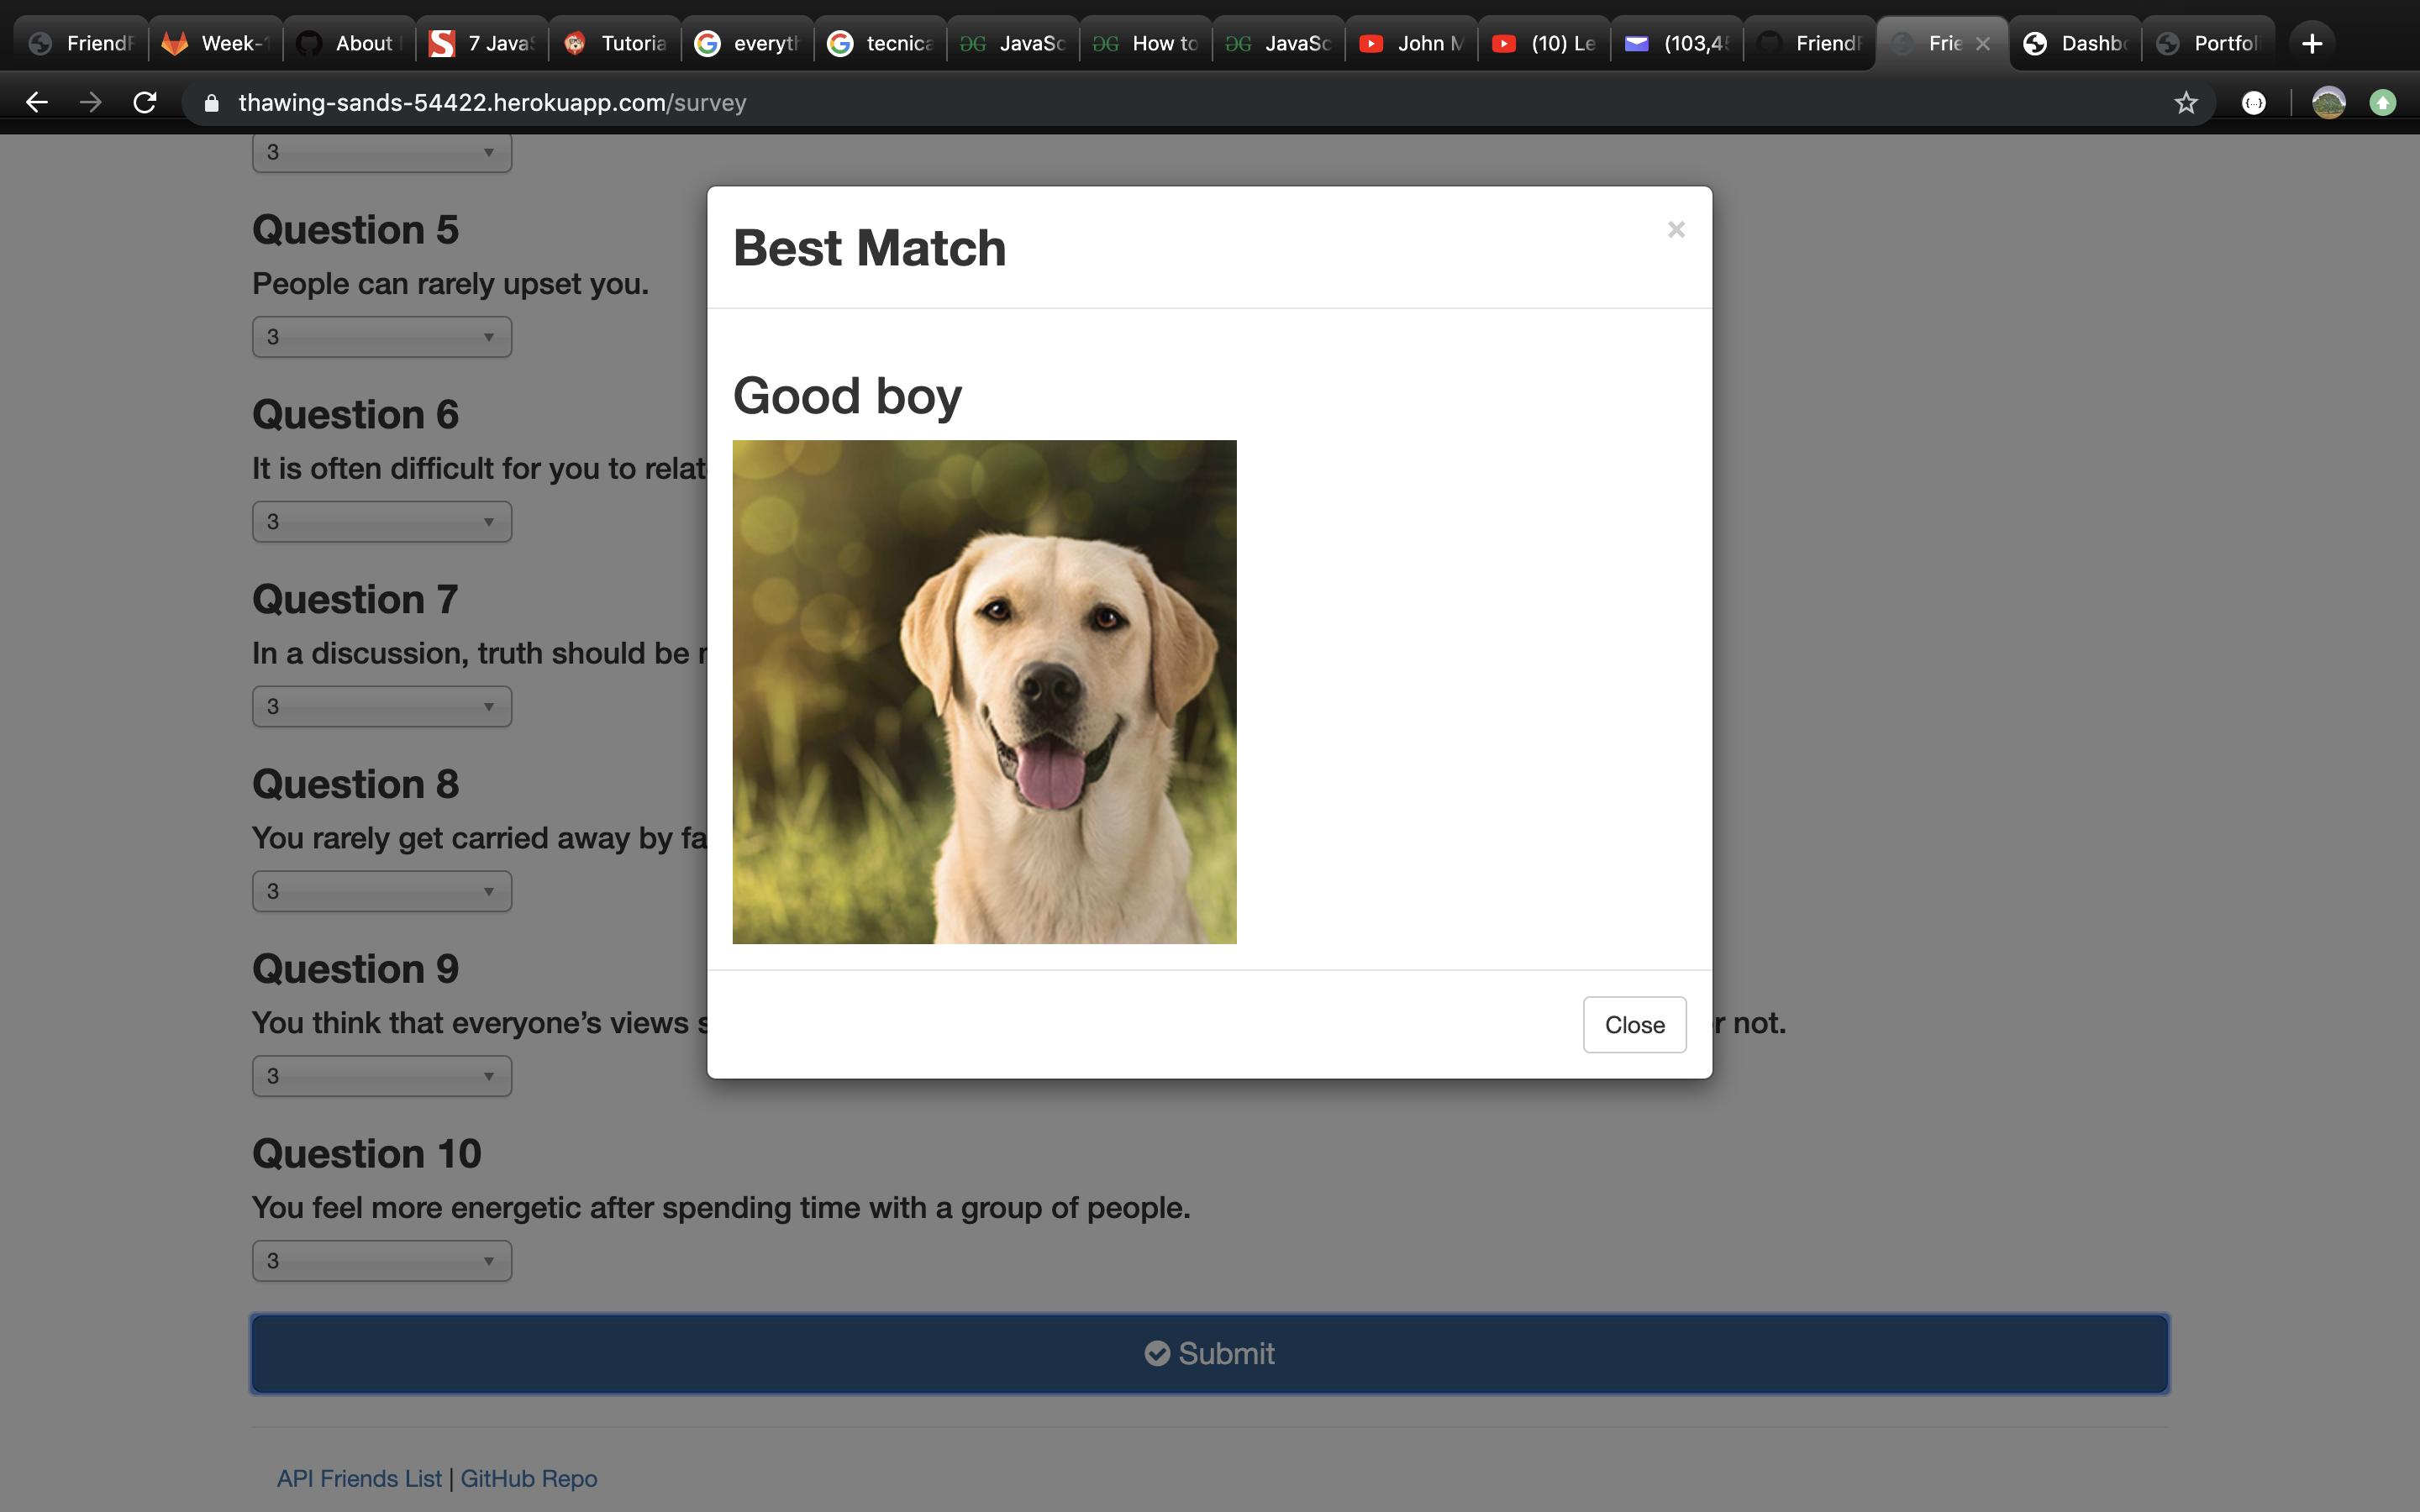 FriendF Week-1 About 7 JavaS Tutoria everyth tecnica JavaSc How to JavaSc John M (10) Le (103,45 FriendF Frie Dashbo Portfol
thawing-sands-54422.herokuapp.com/survey
3
Question 5
People can rarely upset you.
3
Question 6
It is often difficult for you to relat
3
Question 7
In a discussion, truth should be
3
Question 8
You rarely get carried away by fa
3
Question 9
You think that everyone’s views s
r not.
3
Question 10
You feel more energetic after spending time with a group of people.
3
Submit
API Friends List | GitHub Repo
Best Match
×
Good boy
Close